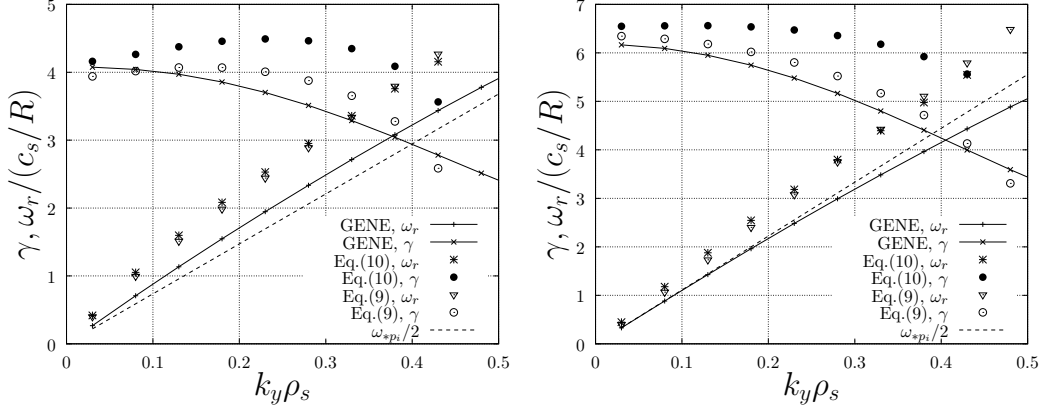 γ, ω_r/(c_s/R)
5
4
3
2
1
0
GENE, ω_r
GENE, γ
Eq.(10), ω_r
Eq.(10), γ
Eq.(9), ω_r
Eq.(9), γ
ω_{*p_i}/2
0 0.1 0.2 0.3 0.4 0.5
k_yρ_s
γ, ω_r/(c_s/R)
7
6
5
4
3
2
1
0
GENE, ω_r
GENE, γ
Eq.(10), ω_r
Eq.(10), γ
Eq.(9), ω_r
Eq.(9), γ
ω_{*p_i}/2
0 0.1 0.2 0.3 0.4 0.5
k_yρ_s